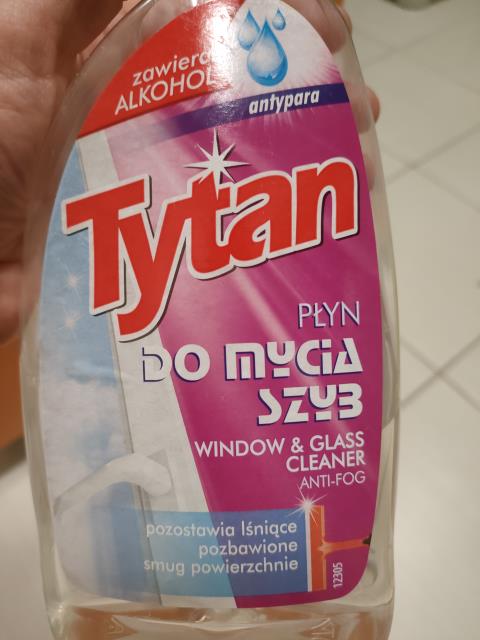 zawiera
ALKOHOL
antypara
Tytan
PŁYN
DO MYCIA
SZYB
WINDOW & GLASS
CLEANER
ANTI-FOG
pozostawia lśniące
pozbawione
smug powierzchnie
12305